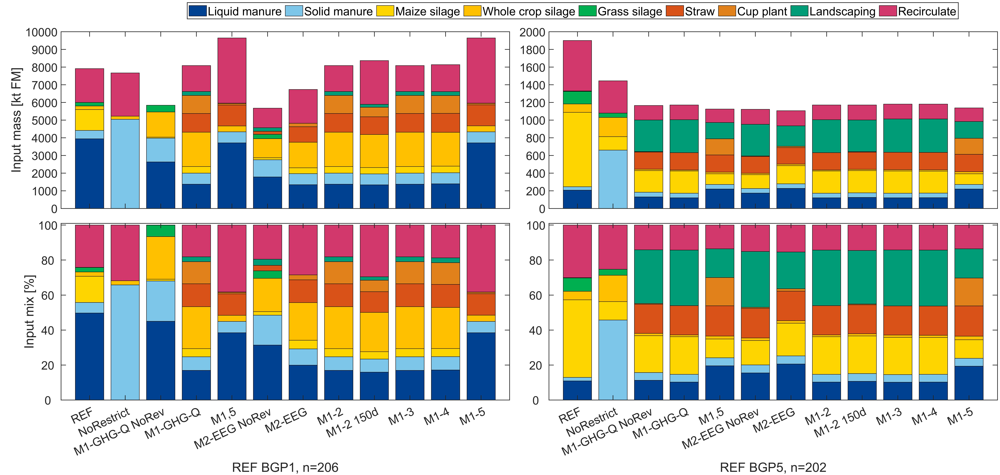 Liquid manure Solid manure Maize silage Whole crop silage Grass silage Straw Cup plant Landscaping Recirculate
Input mass [kt FM]
10000
9000
8000
7000
6000
5000
4000
3000
2000
1000
0
2000
1800
1600
1400
1200
1000
800
600
400
200
0
Input mix [%]
100
80
60
40
20
0
REF
NoRestrict
M1-GHG-Q NoRev
M1-GHG-Q
M1,5
M2-EEG NoRev
M2-EEG
M1-2
M1-2 150d
M1-3
M1-4
M1-5
REF BGP1, n=206
100
80
60
40
20
0
REF
NoRestrict
M1-GHG-Q NoRev
M1-GHG-Q
M1,5
M2-EEG NoRev
M2-EEG
M1-2
M1-2 150d
M1-3
M1-4
M1-5
REF BGP5, n=202